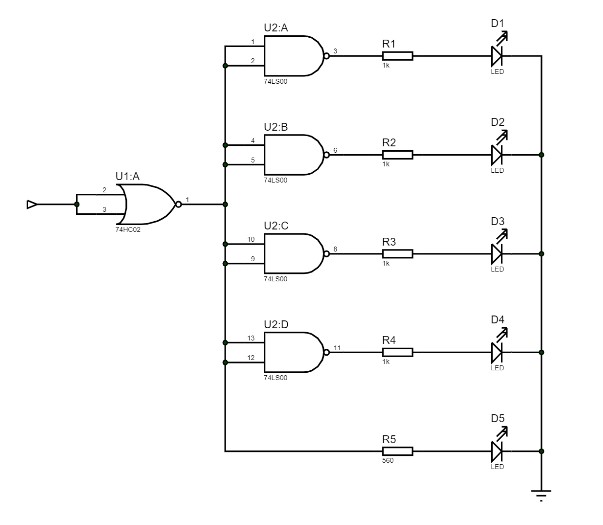 U2:A
1
2
3
74LS00
R1
1k
D1
LED
U2:B
4
5
6
74LS00
R2
1k
D2
LED
U1:A
2
3
1
74HC02
U2:C
10
9
8
74LS00
R3
1k
D3
LED
U2:D
13
12
11
74LS00
R4
1k
D4
LED
R5
560
D5
LED